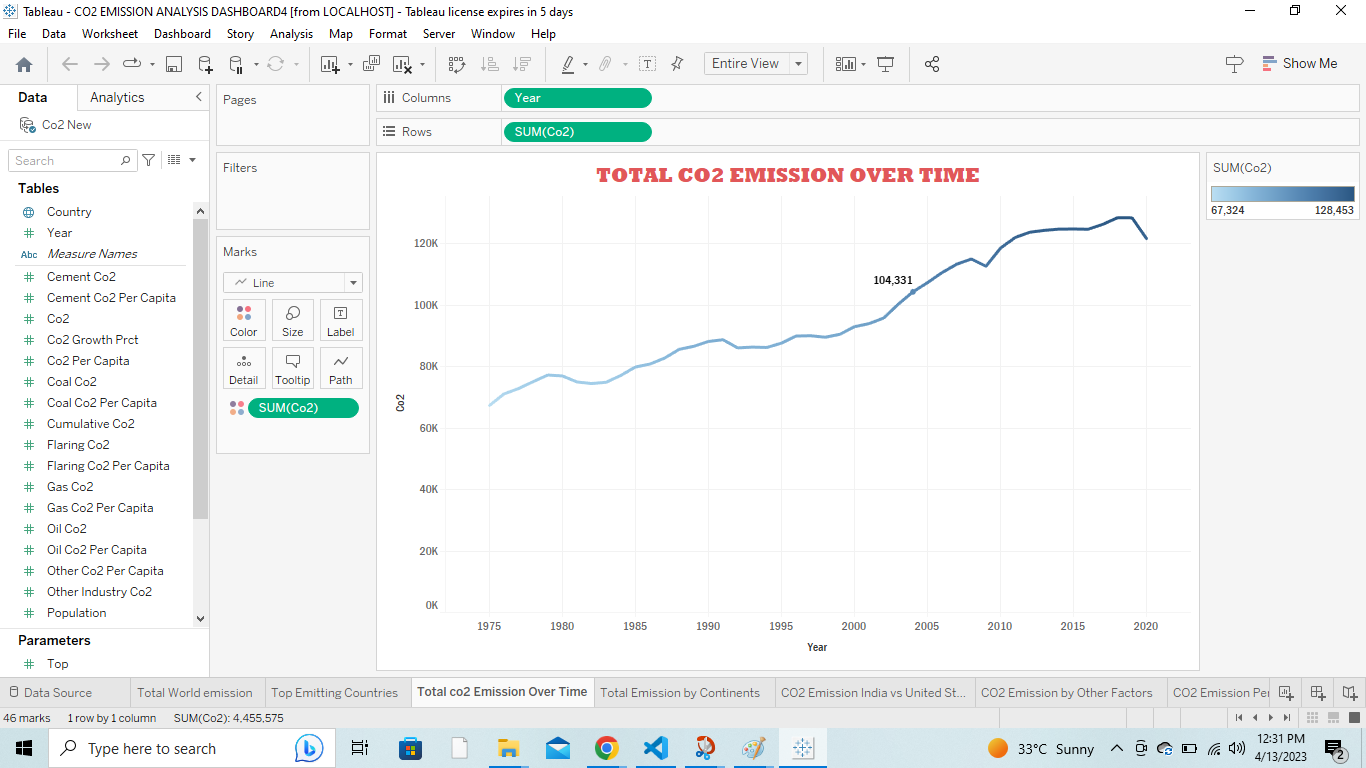 Tableau - CO2 EMISSION ANALYSIS DASHBOARD4 [from LOCALHOST] - Tableau license expires in 5 days
File Data Worksheet Dashboard Story Analysis Map Format Server Window Help
Entire View
Show Me
Data
Analytics
Co2 New
Search
Tables
Country
Year
Abc Measure Names
Cement Co2
Cement Co2 Per Capita
Co2
Co2 Growth Prct
Co2 Per Capita
Coal Co2
Coal Co2 Per Capita
Cumulative Co2
Flaring Co2
Flaring Co2 Per Capita
Gas Co2
Gas Co2 Per Capita
Oil Co2
Oil Co2 Per Capita
Other Co2 Per Capita
Other Industry Co2
Population
Parameters
Top
Pages
Filters
Marks
Line
Color Size Label
Detail Tooltip Path
SUM(Co2)
Columns Year
Rows SUM(Co2)
TOTAL CO2 EMISSION OVER TIME
120K
100K
80K
60K
40K
20K
0K
Co2
104,331
1975 1980 1985 1990 1995 2000 2005 2010 2015 2020
Year
SUM(Co2)
67,324 128,453
Data Source Total World emission Top Emitting Countries Total co2 Emission Over Time Total Emission by Continents CO2 Emission India vs United St... CO2 Emission by Other Factors CO2 Emission Per
46 marks 1 row by 1 column SUM(Co2): 4,455,575
Type here to search
33°C Sunny
12:31 PM
4/13/2023
2